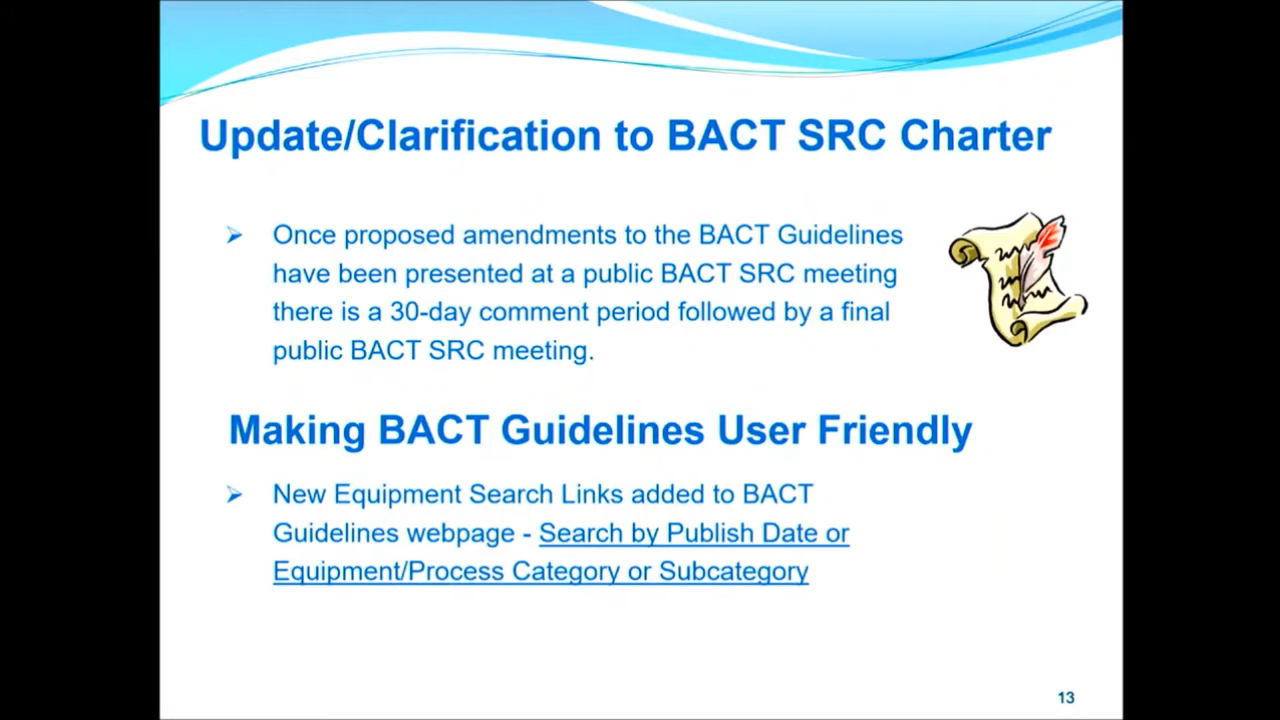 Update/Clarification to BACT SRC Charter
➢ Once proposed amendments to the BACT Guidelines
have been presented at a public BACT SRC meeting
there is a 30-day comment period followed by a final
public BACT SRC meeting.
Making BACT Guidelines User Friendly
➢ New Equipment Search Links added to BACT
Guidelines webpage - Search by Publish Date or
Equipment/Process Category or Subcategory
13